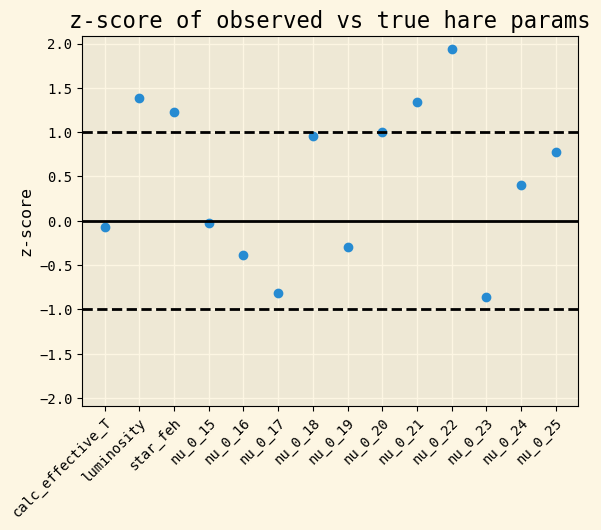 z-score of observed vs true hare params
z-score
2.0
1.5
1.0
0.5
0.0
−0.5
−1.0
−1.5
−2.0
calc_effective_T
luminosity
star_feh
nu_0_15
nu_0_16
nu_0_17
nu_0_18
nu_0_19
nu_0_20
nu_0_21
nu_0_22
nu_0_23
nu_0_24
nu_0_25